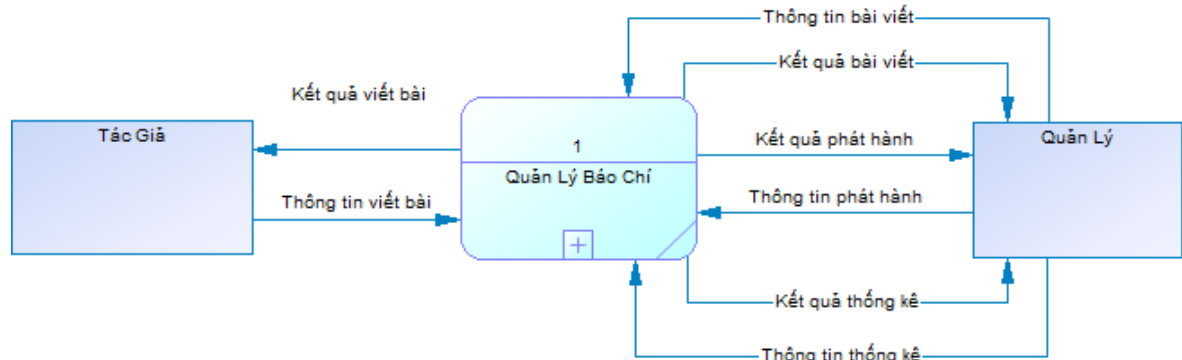 Thông tin bài viết
Kết quả bài viết
Kết quả viết bài
Tác Giả
Quản Lý
1
Kết quả phát hành
Quản Lý Báo Chí
Thông tin viết bài
Thông tin phát hành
Kết quả thống kê
Thông tin thống kê